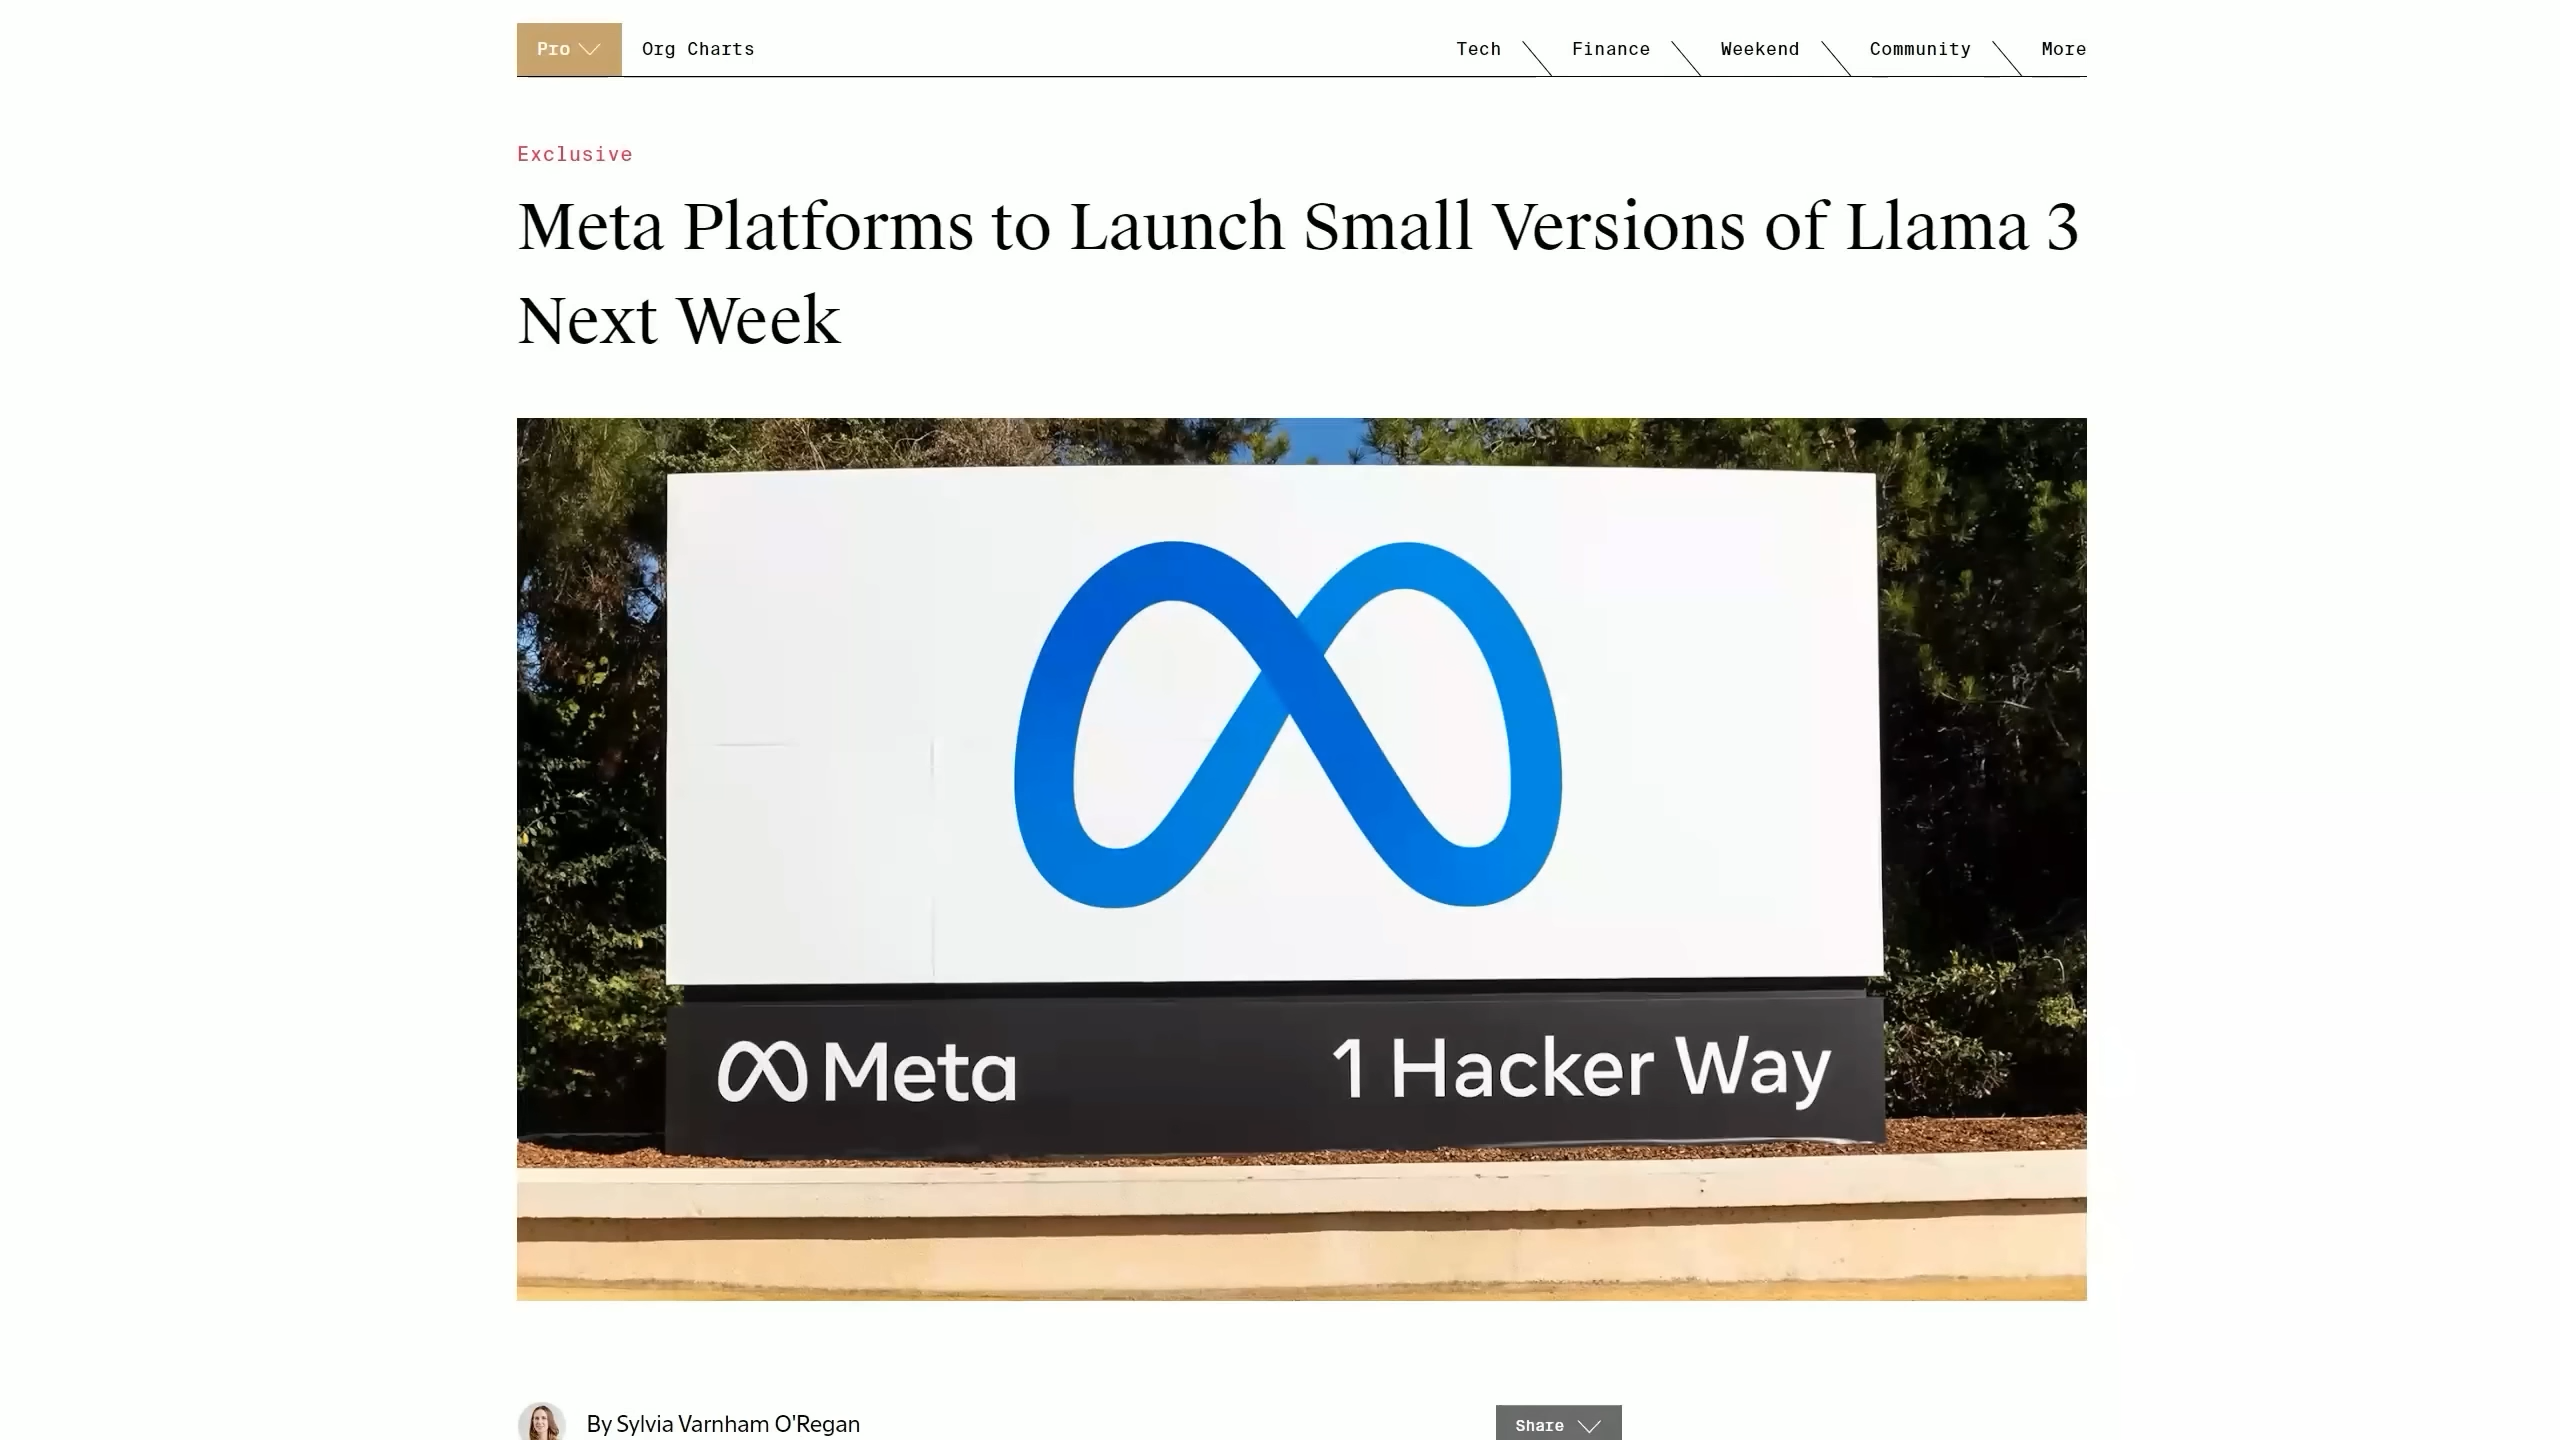 Pro
Org Charts
Tech
Finance
Weekend
Community
More
Exclusive
Meta Platforms to Launch Small Versions of Llama 3
Next Week
Meta
1 Hacker Way
By Sylvia Varnham O'Regan
Share